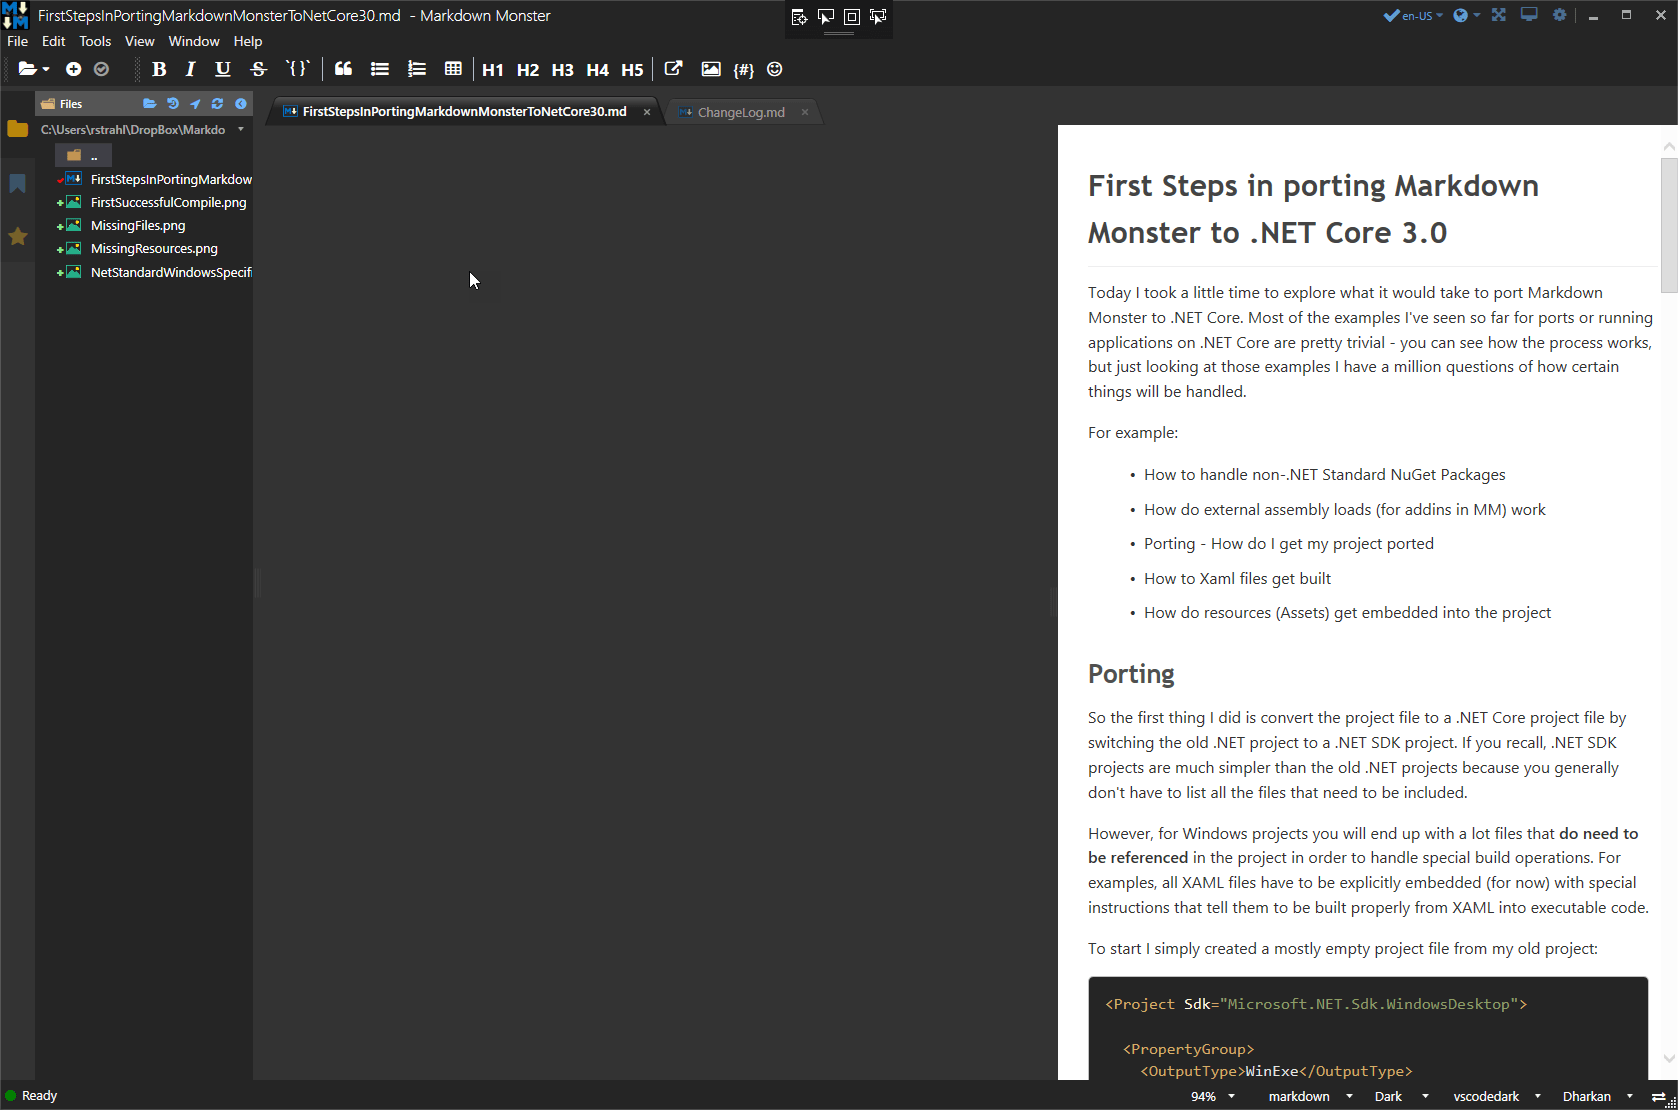 FirstStepsInPortingMarkdownMonsterToNetCore30.md - Markdown Monster
en-US
File Edit Tools View Window Help
B I U S `{}` H1 H2 H3 H4 H5 {#}
Files
C:\Users\rstrahl\DropBox\Markdo
..
FirstStepsInPortingMarkdow
FirstSuccessfulCompile.png
MissingFiles.png
MissingResources.png
NetStandardWindowsSpecifi
FirstStepsInPortingMarkdownMonsterToNetCore30.md × ChangeLog.md ×
First Steps in porting Markdown
Monster to .NET Core 3.0
Today I took a little time to explore what it would take to port Markdown
Monster to .NET Core. Most of the examples I've seen so far for ports or running
applications on .NET Core are pretty trivial - you can see how the process works,
but just looking at those examples I have a million questions of how certain
things will be handled.
For example:
• How to handle non-.NET Standard NuGet Packages
• How do external assembly loads (for addins in MM) work
• Porting - How do I get my project ported
• How to Xaml files get built
• How do resources (Assets) get embedded into the project
Porting
So the first thing I did is convert the project file to a .NET Core project file by
switching the old .NET project to a .NET SDK project. If you recall, .NET SDK
projects are much simpler than the old .NET projects because you generally
don't have to list all the files that need to be included.
However, for Windows projects you will end up with a lot files that do need to
be referenced in the project in order to handle special build operations. For
examples, all XAML files have to be explicitly embedded (for now) with special
instructions that tell them to be built properly from XAML into executable code.
To start I simply created a mostly empty project file from my old project:
<Project Sdk="Microsoft.NET.Sdk.WindowsDesktop">
<PropertyGroup>
<OutputType>WinExe</OutputType>
Ready
94% markdown Dark vscodedark Dharkan